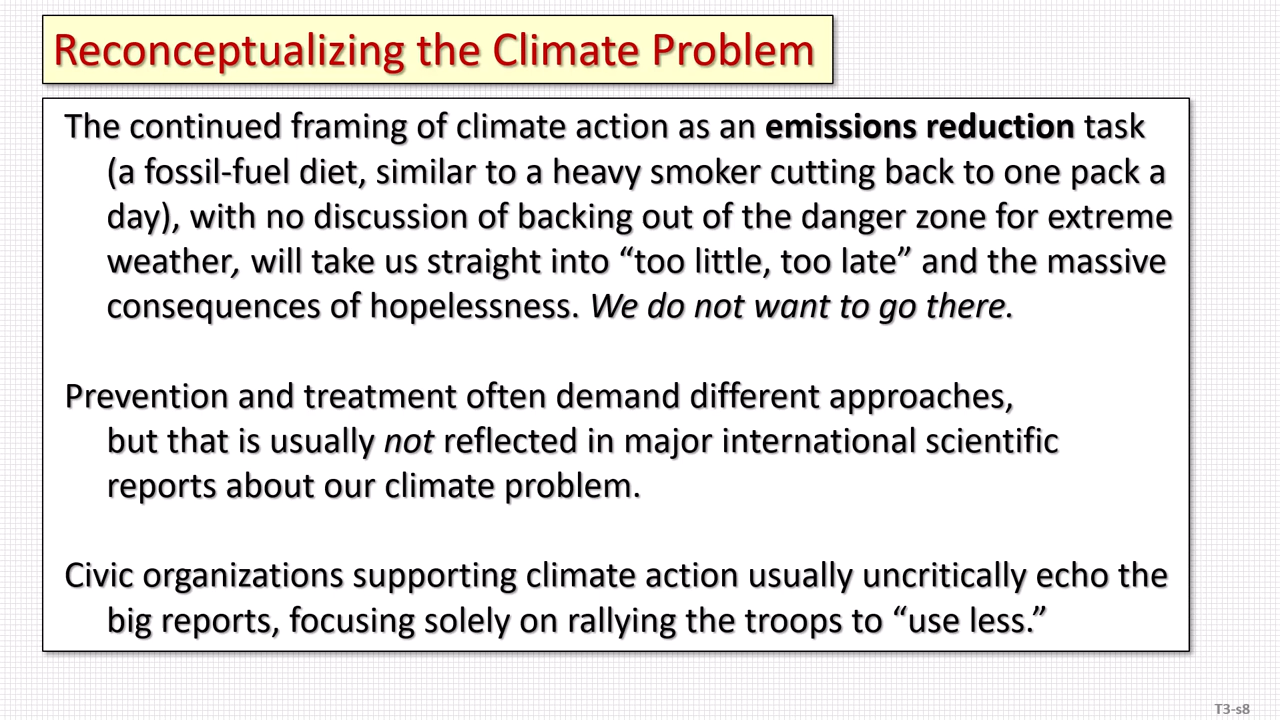 Reconceptualizing the Climate Problem
The continued framing of climate action as an emissions reduction task
(a fossil-fuel diet, similar to a heavy smoker cutting back to one pack a
day), with no discussion of backing out of the danger zone for extreme
weather, will take us straight into “too little, too late” and the massive
consequences of hopelessness. We do not want to go there.
Prevention and treatment often demand different approaches,
but that is usually not reflected in major international scientific
reports about our climate problem.
Civic organizations supporting climate action usually uncritically echo the
big reports, focusing solely on rallying the troops to “use less.”
T3-s8